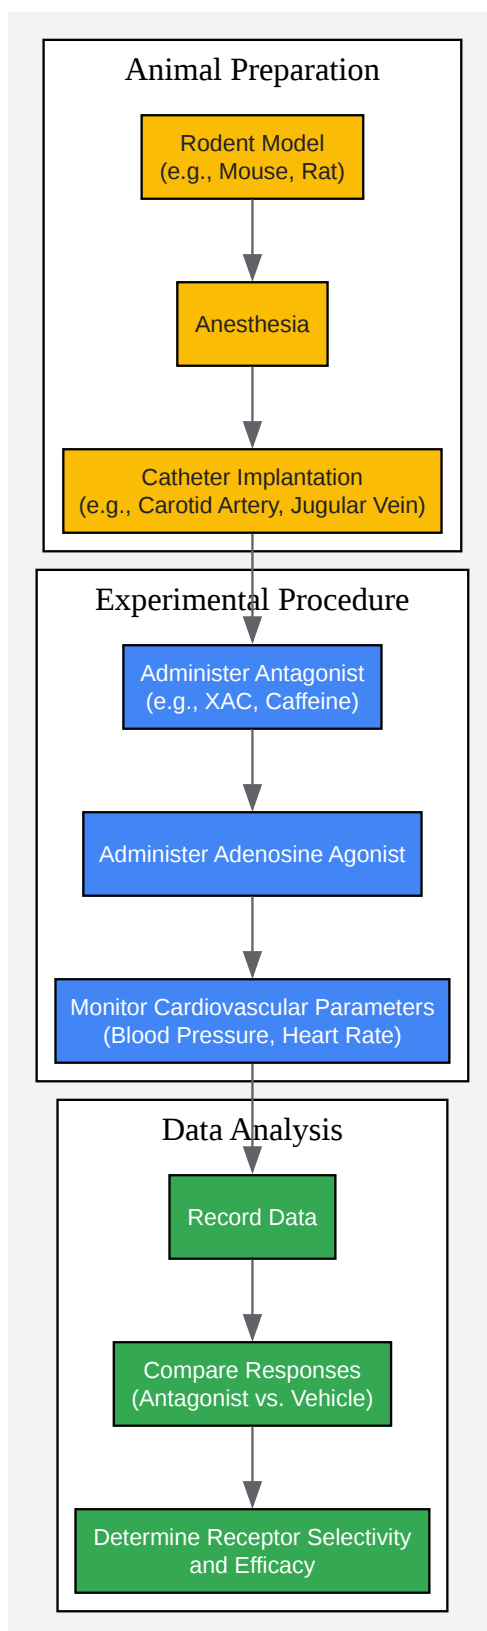 Animal Preparation
Rodent Model
(e.g., Mouse, Rat)
Anesthesia
Catheter Implantation
(e.g., Carotid Artery, Jugular Vein)
Experimental Procedure
Administer Antagonist
(e.g., XAC, Caffeine)
Administer Adenosine Agonist
Monitor Cardiovascular Parameters
(Blood Pressure, Heart Rate)
Data Analysis
Record Data
Compare Responses
(Antagonist vs. Vehicle)
Determine Receptor Selectivity
and Efficacy